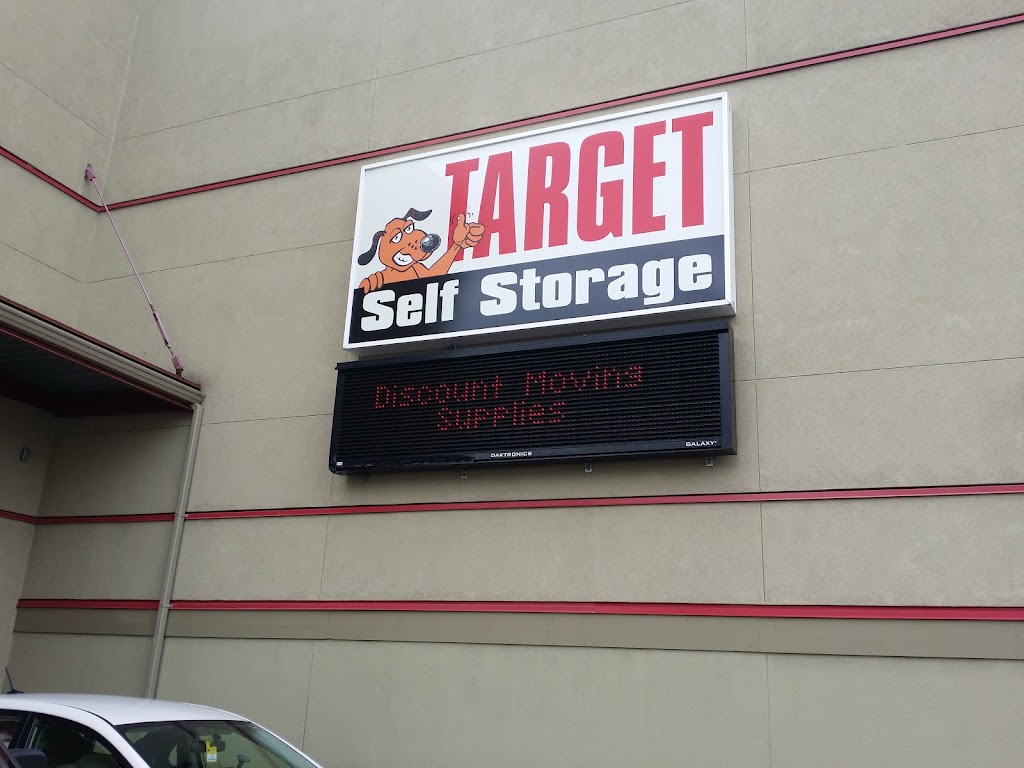 TARGET
Self Storage
Discount Moving
Supplies
DAKTRONICS
GALAXY